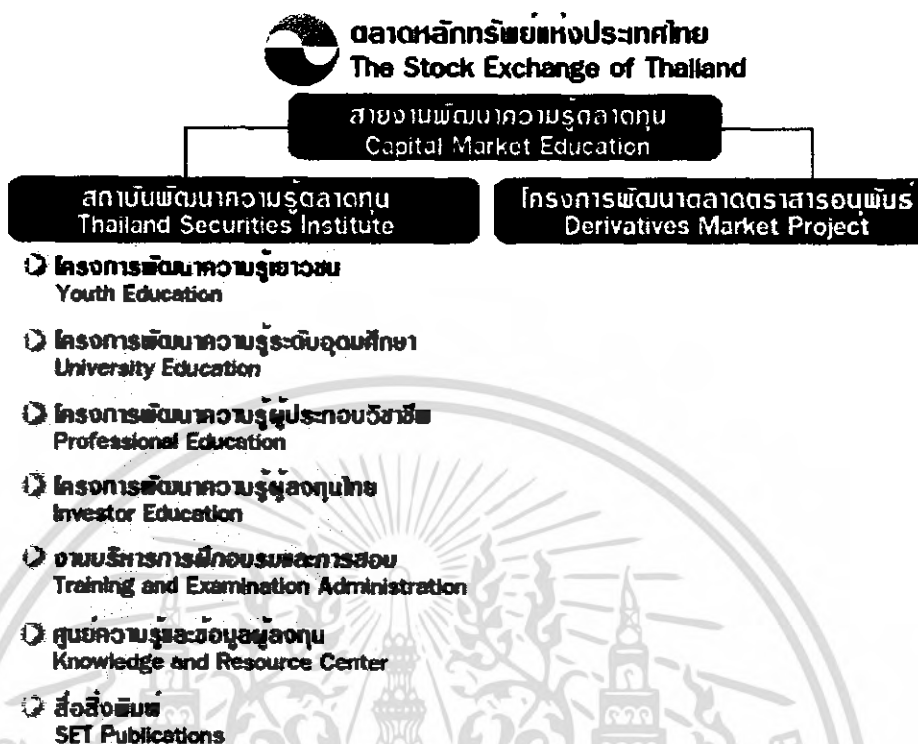 ตลาดหลักทรัพย์แห่งประเทศไทย
The Stock Exchange of Thailand
สายงานพัฒนาความรู้ตลาดทุน
Capital Market Education
สถาบันพัฒนาความรู้ตลาดทุน
Thailand Securities Institute
โครงการพัฒนาตลาดตราสารอนุพันธ์
Derivatives Market Project
โครงการพัฒนาความรู้เยาวชน
Youth Education
โครงการพัฒนาความรู้ระดับอุดมศึกษา
University Education
โครงการพัฒนาความรู้ผู้ประกอบวิชาชีพ
Professional Education
โครงการพัฒนาความรู้ผู้ลงทุนไทย
Investor Education
งานบริหารการฝึกอบรมและการสอบ
Training and Examination Administration
ศูนย์ความรู้และข้อมูลผู้ลงทุน
Knowledge and Resource Center
สื่อสิ่งพิมพ์
SET Publications